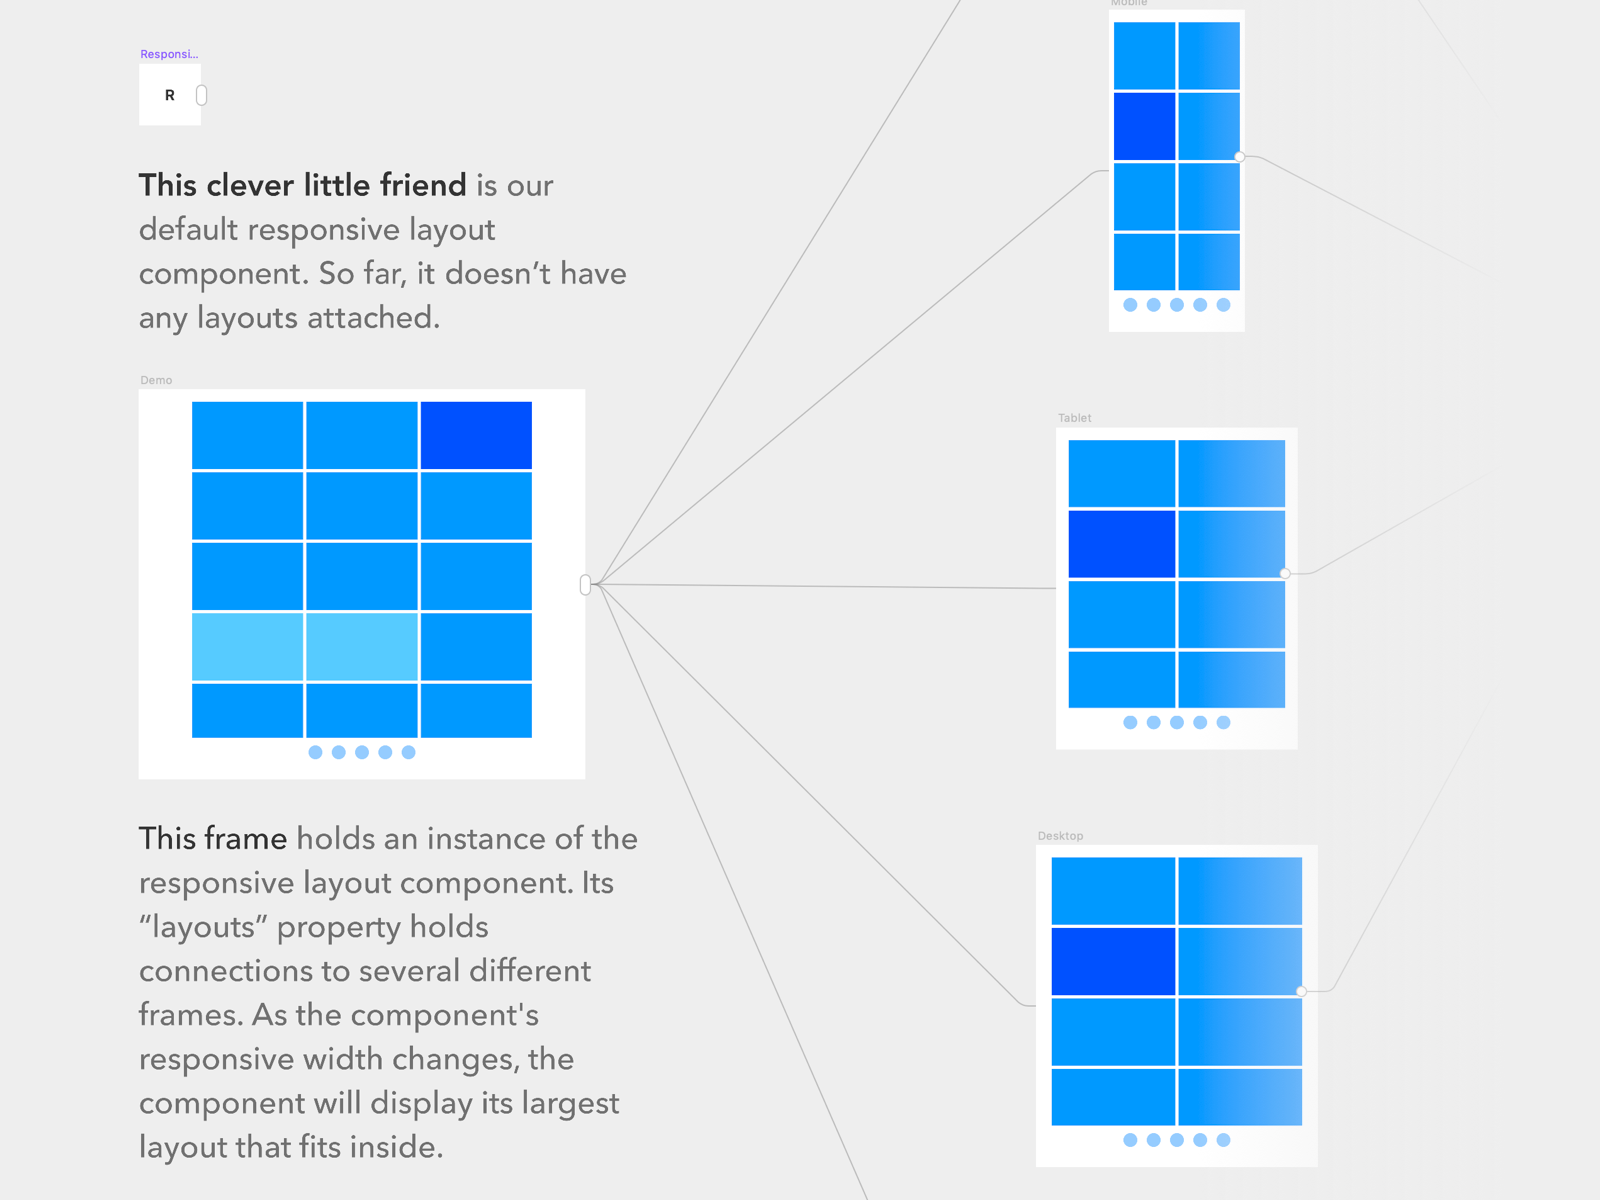 Responsi...
R
This clever little friend is our
default responsive layout
component. So far, it doesn’t have
any layouts attached.
Demo
This frame holds an instance of the
responsive layout component. Its
“layouts” property holds
connections to several different
frames. As the component's
responsive width changes, the
component will display its largest
layout that fits inside.
Mobile
Tablet
Desktop